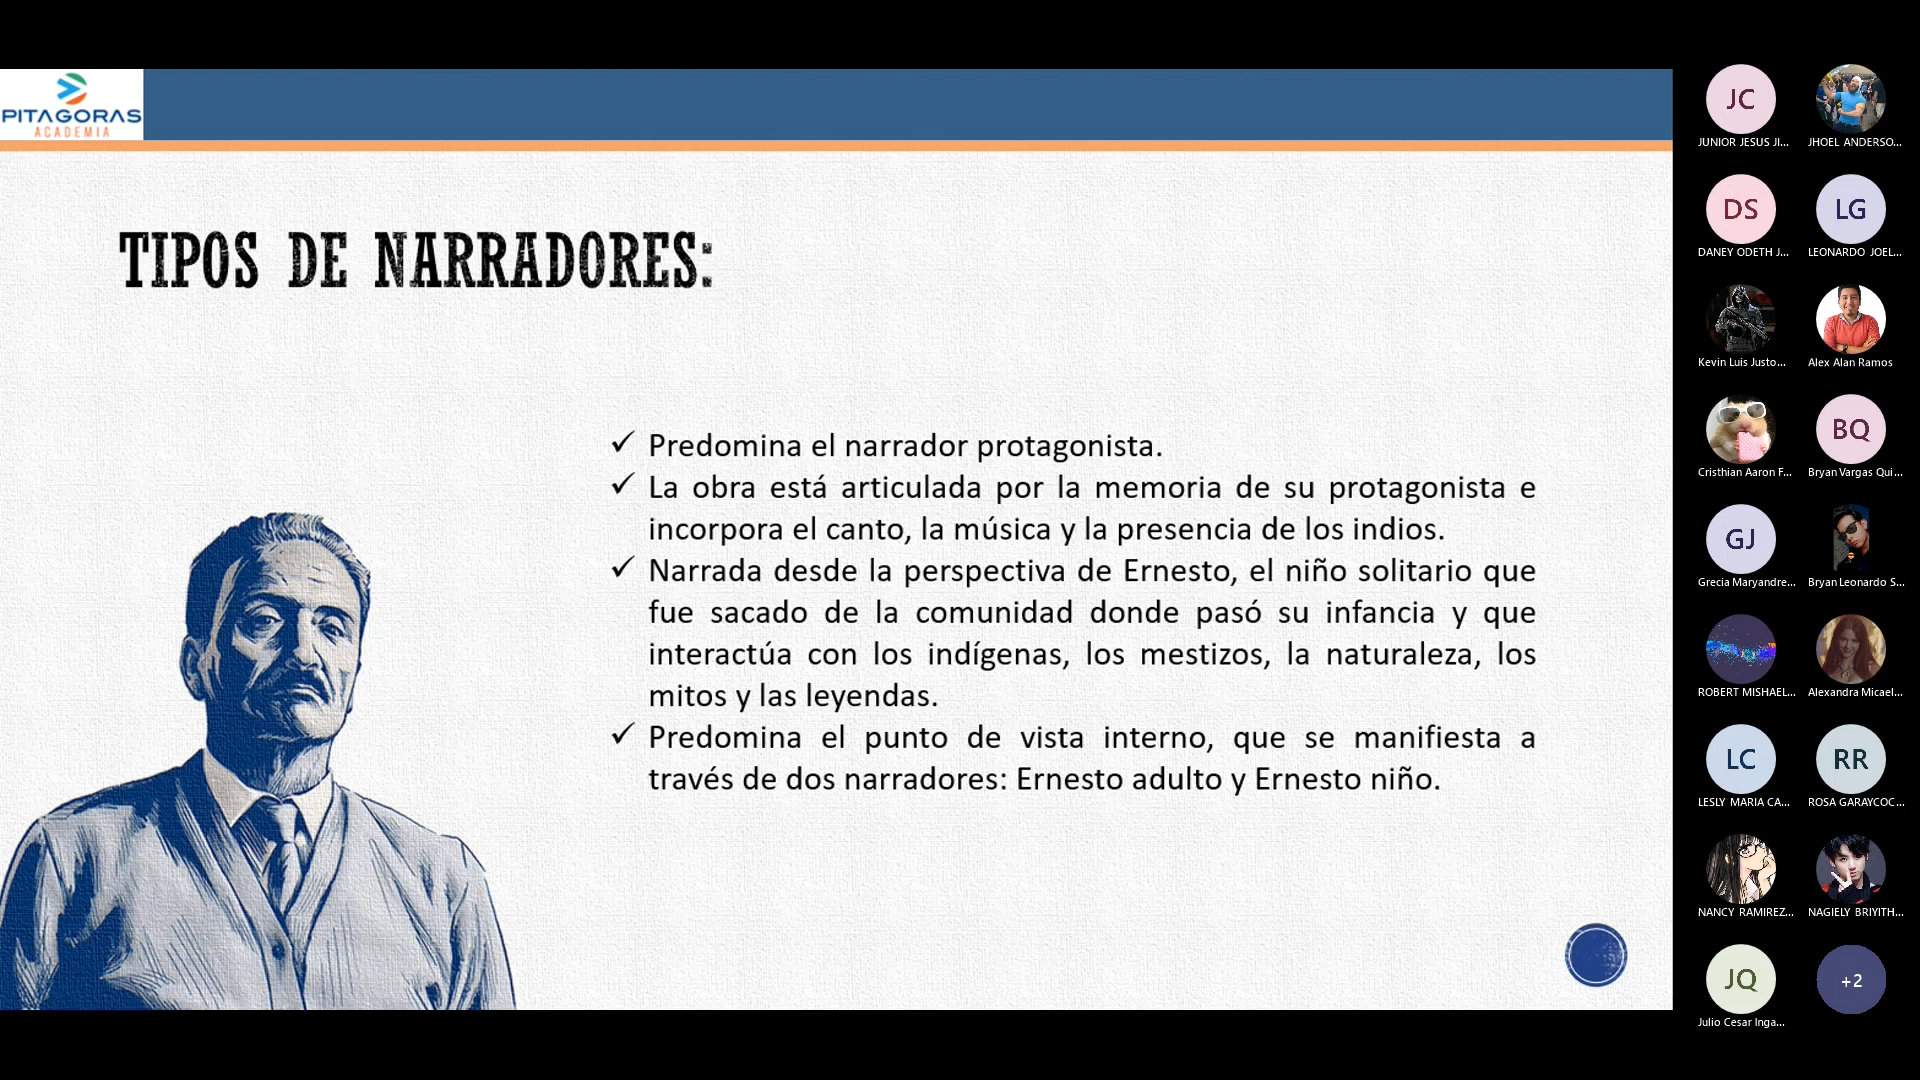 PITAGORAS
ACADEMIA
TIPOS DE NARRADORES:
✓ Predomina el narrador protagonista.
✓ La obra está articulada por la memoria de su protagonista e
incorpora el canto, la música y la presencia de los indios.
✓ Narrada desde la perspectiva de Ernesto, el niño solitario que
fue sacado de la comunidad donde pasó su infancia y que
interactúa con los indígenas, los mestizos, la naturaleza, los
mitos y las leyendas.
✓ Predomina el punto de vista interno, que se manifiesta a
través de dos narradores: Ernesto adulto y Ernesto niño.
JC
JUNIOR JESUS JI...
JHOEL ANDERSO...
DS
DANEY ODETH J...
LG
LEONARDO JOEL...
Kevin Luis Justo...
Alex Alan Ramos
Cristhian Aaron F...
BQ
Bryan Vargas Qui...
GJ
Grecia Maryandre...
Bryan Leonardo S...
ROBERT MISHAEL...
Alexandra Micael...
LC
LESLY MARIA CA...
RR
ROSA GARAYCOC...
NANCY RAMIREZ...
NAGIELY BRIYITH...
JQ
Julio Cesar Inga...
+2